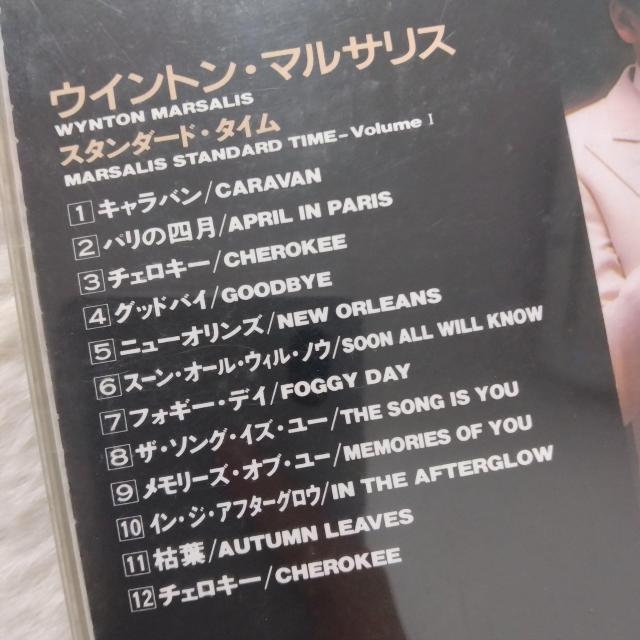 ウイントン・マルサリス
WYNTON MARSALIS
スタンダード・タイム
MARSALIS STANDARD TIME–Volume I
1 キャラバン/CARAVAN
2 パリの四月/APRIL IN PARIS
3 チェロキー/CHEROKEE
4 グッドバイ/GOODBYE
5 ニューオリンズ/NEW ORLEANS
6 スーン・オール・ウィル・ノウ/SOON ALL WILL KNOW
7 フォギー・デイ/FOGGY DAY
8 ザ・ソング・イズ・ユー/THE SONG IS YOU
9 メモリーズ・オブ・ユー/MEMORIES OF YOU
10 イン・ジ・アフターグロウ/IN THE AFTERGLOW
11 枯葉/AUTUMN LEAVES
12 チェロキー/CHEROKEE